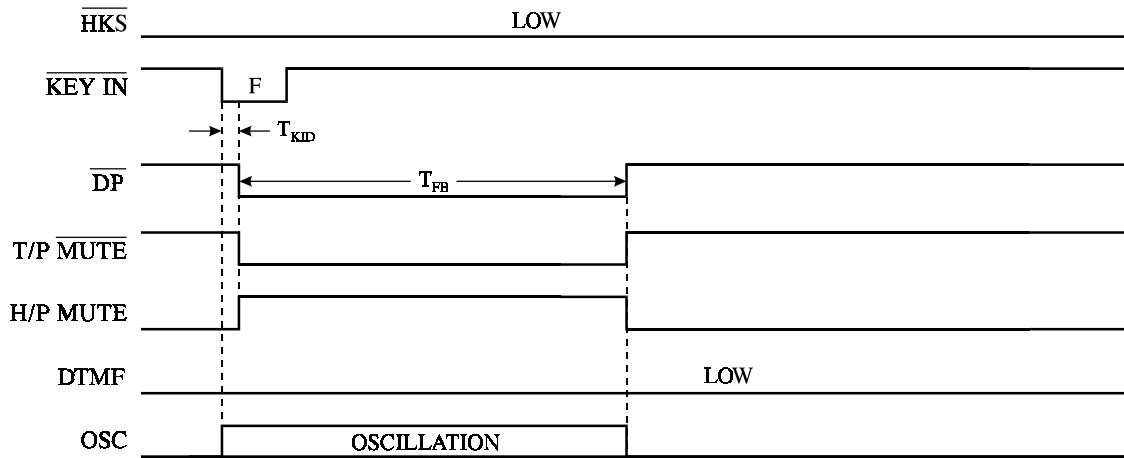 HKS LOW
KEY IN F
T_KID
DP T_FB
T/P MUTE
H/P MUTE
DTMF LOW
OSC OSCILLATION